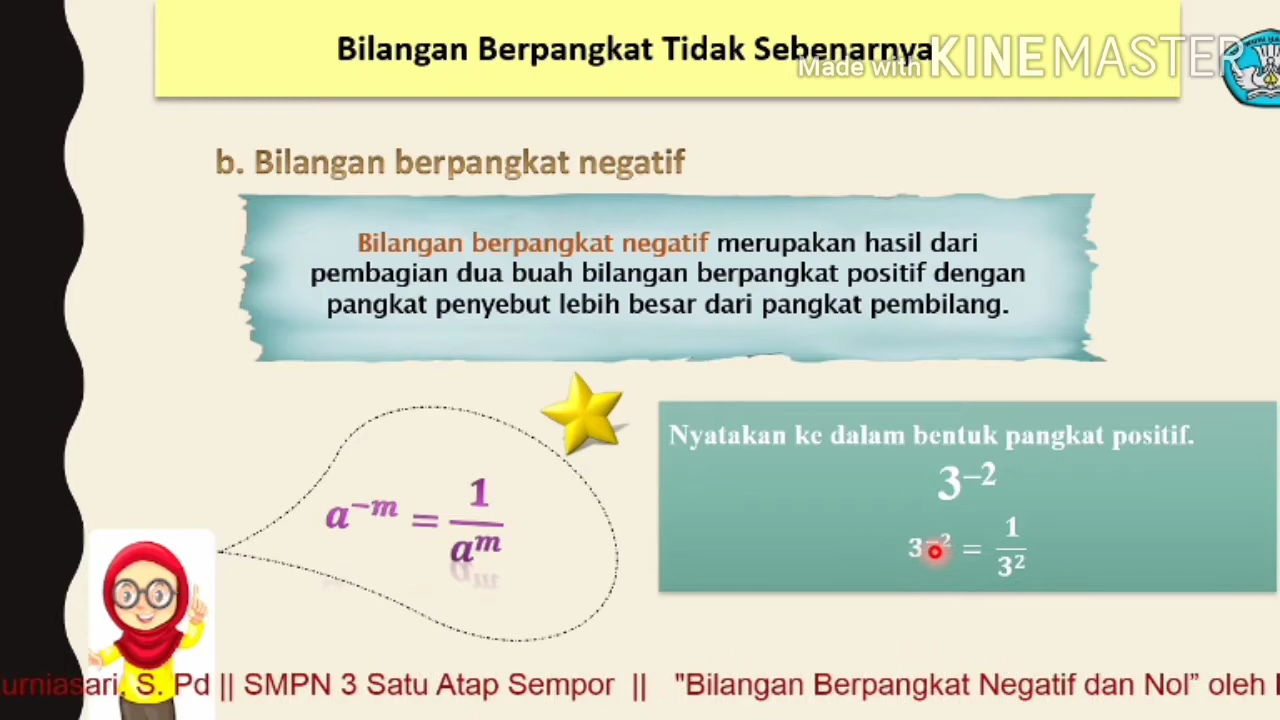 Bilangan Berpangkat Tidak Sebenarnya
Made with KINEMASTER
b. Bilangan berpangkat negatif
Bilangan berpangkat negatif merupakan hasil dari
pembagian dua buah bilangan berpangkat positif dengan
pangkat penyebut lebih besar dari pangkat pembilang.
a⁻ᵐ = 1/aᵐ
Nyatakan ke dalam bentuk pangkat positif.
3⁻²
3⁻² = 1/3²
urniasari, S. Pd || SMPN 3 Satu Atap Sempor || "Bilangan Berpangkat Negatif dan Nol” oleh